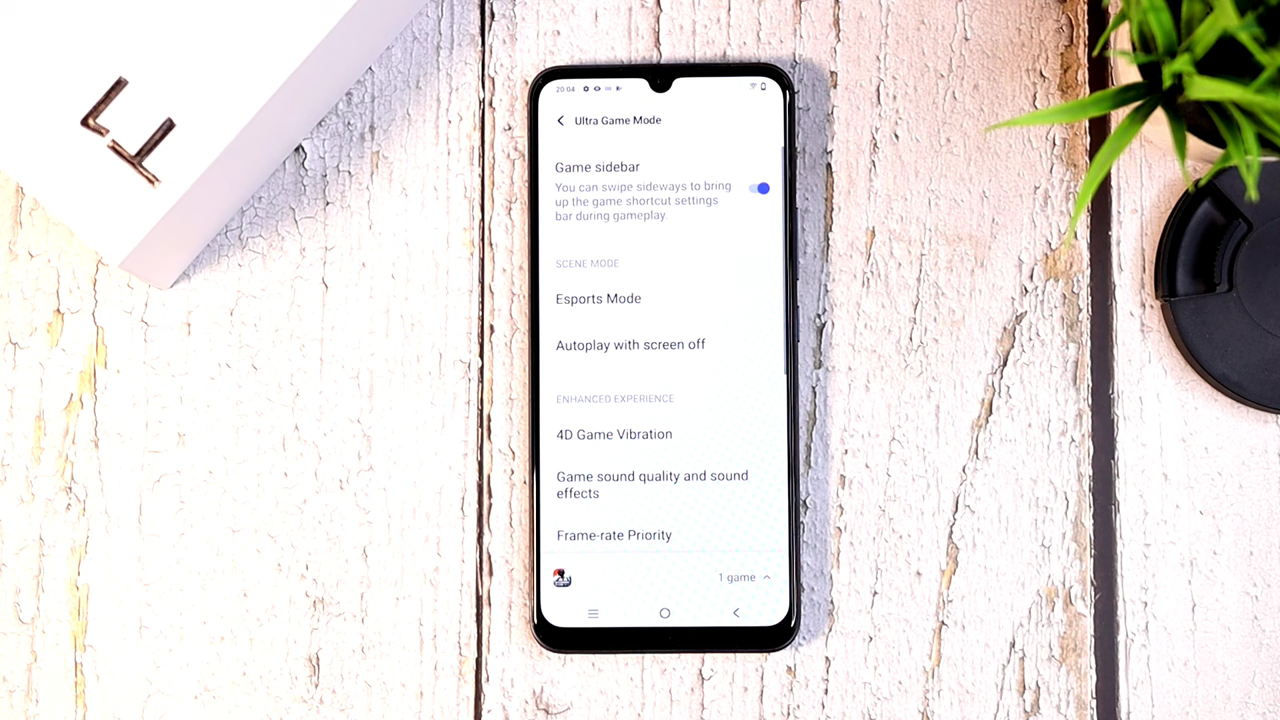 20:04
Ultra Game Mode
Game sidebar
You can swipe sideways to bring
up the game shortcut settings
bar during gameplay.
SCENE MODE
Esports Mode
Autoplay with screen off
ENHANCED EXPERIENCE
4D Game Vibration
Game sound quality and sound
effects
Frame-rate Priority
1 game